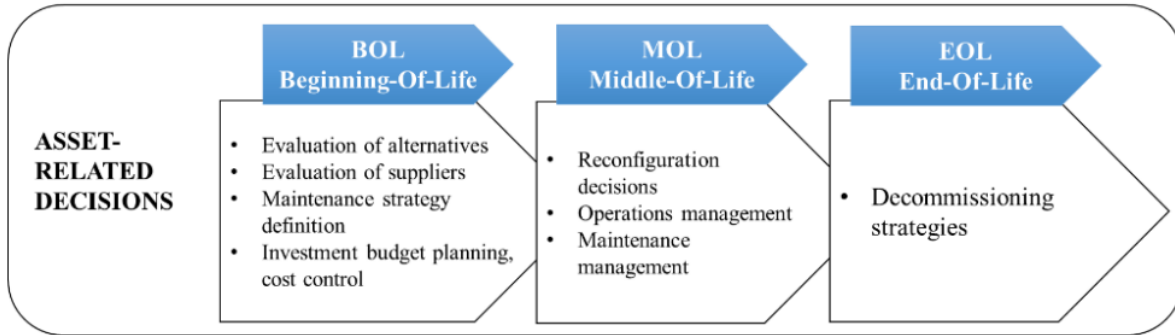 BOL
Beginning-Of-Life
MOL
Middle-Of-Life
EOL
End-Of-Life
ASSET-
RELATED
DECISIONS
• Evaluation of alternatives
• Evaluation of suppliers
• Maintenance strategy
definition
• Investment budget planning,
cost control
• Reconfiguration
decisions
• Operations management
• Maintenance
management
• Decommissioning
strategies